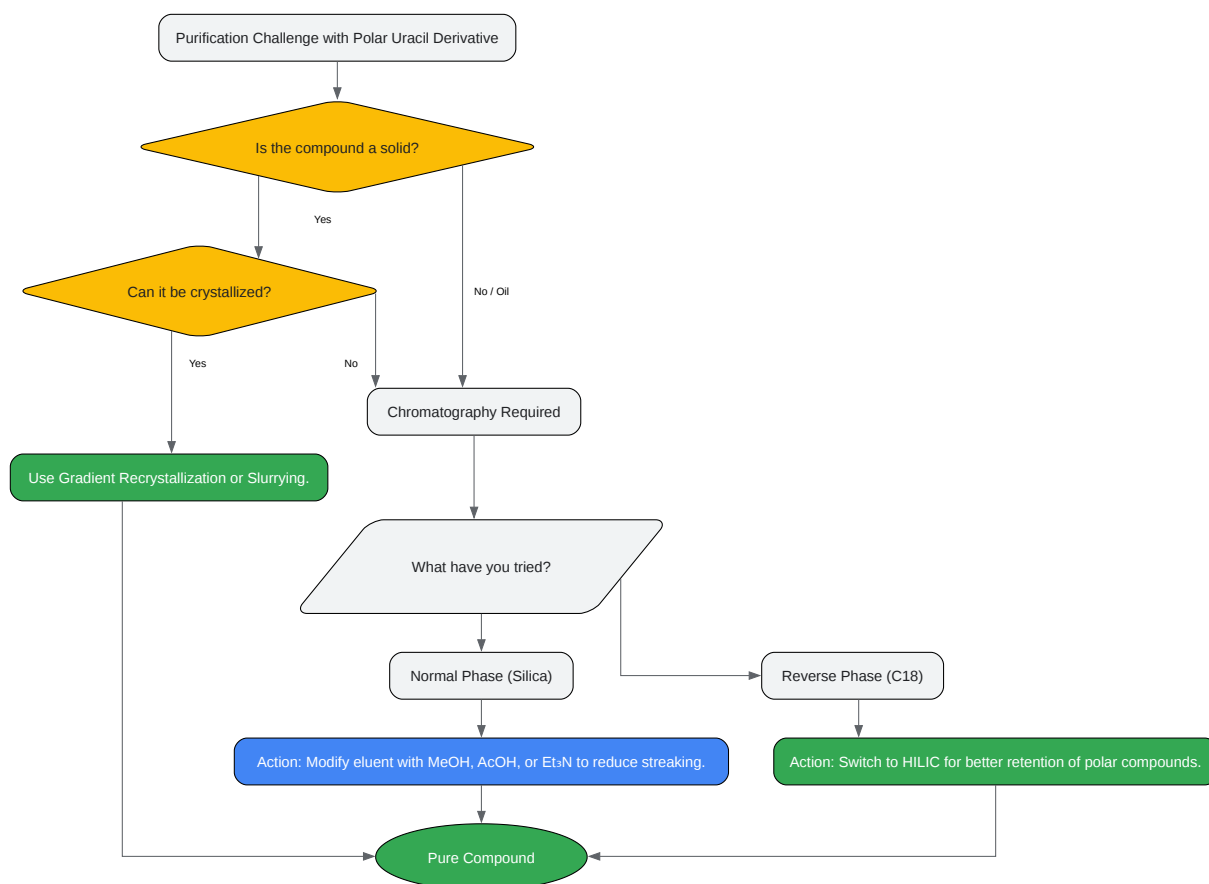 Purification Challenge with Polar Uracil Derivative
Is the compound a solid?
Yes
Can it be crystallized?
No / Oil
Yes
No
Chromatography Required
Use Gradient Recrystallization or Slurrying.
What have you tried?
Normal Phase (Silica)
Reverse Phase (C18)
Action: Modify eluent with MeOH, AcOH, or Et₃N to reduce streaking.
Action: Switch to HILIC for better retention of polar compounds.
Pure Compound